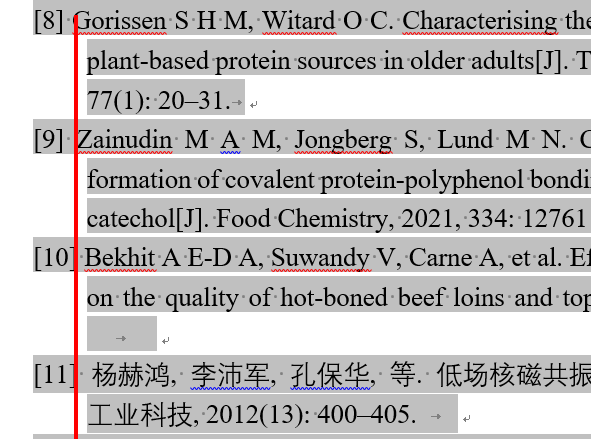 [8] Gorissen S H M, Witard O C. Characterising the
plant-based protein sources in older adults[J]. T
77(1): 20–31.
[9] Zainudin M A M, Jongberg S, Lund M N. C
formation of covalent protein-polyphenol bondi
catechol[J]. Food Chemistry, 2021, 334: 12761
[10] Bekhit A E-D A, Suwandy V, Carne A, et al. Ef
on the quality of hot-boned beef loins and top
[11] 杨赫鸿, 李沛军, 孔保华, 等. 低场核磁共振
工业科技, 2012(13): 400–405.